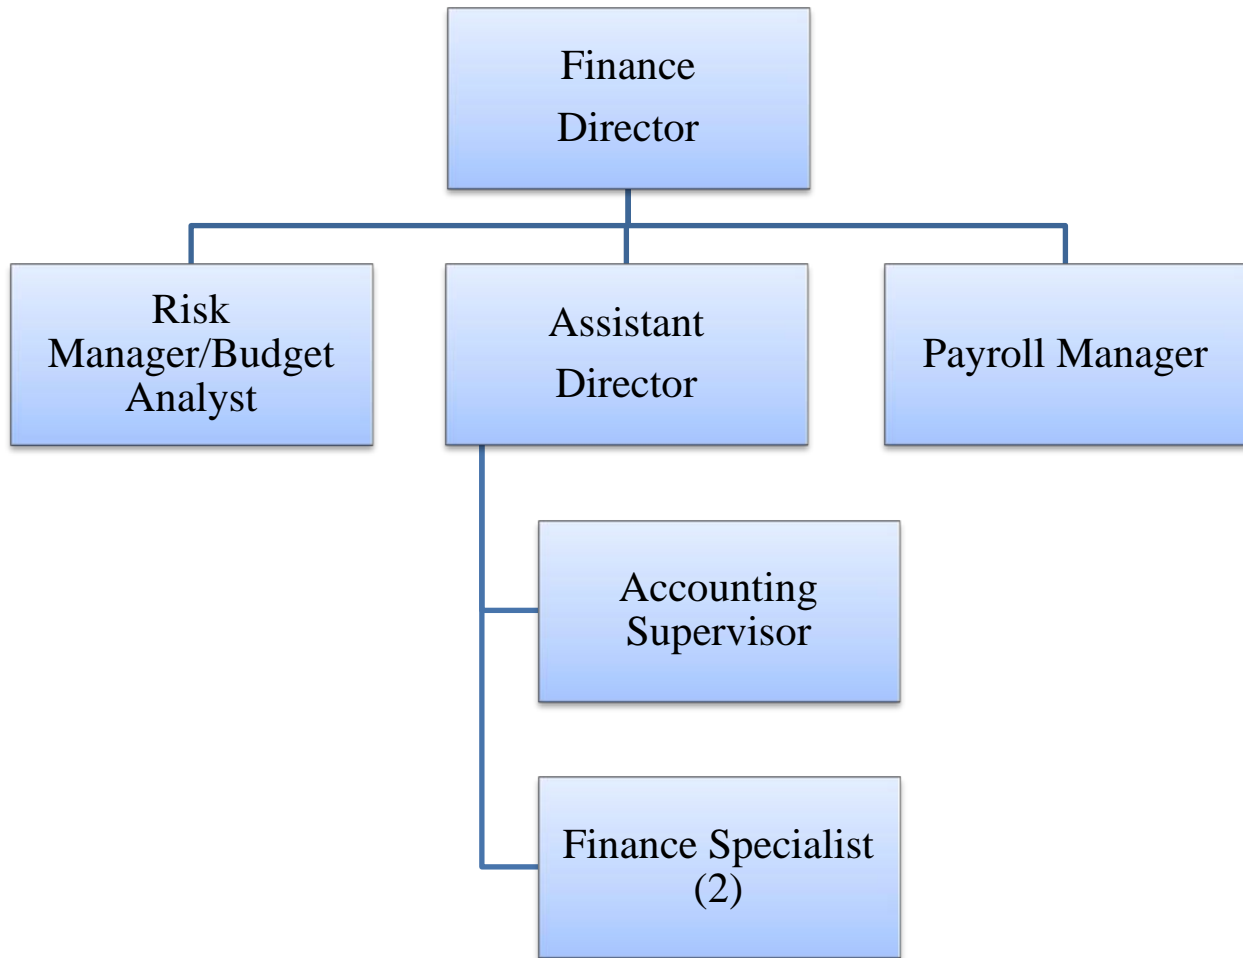 Finance
Director
Risk
Manager/Budget
Analyst
Assistant
Director
Payroll Manager
Accounting
Supervisor
Finance Specialist
(2)